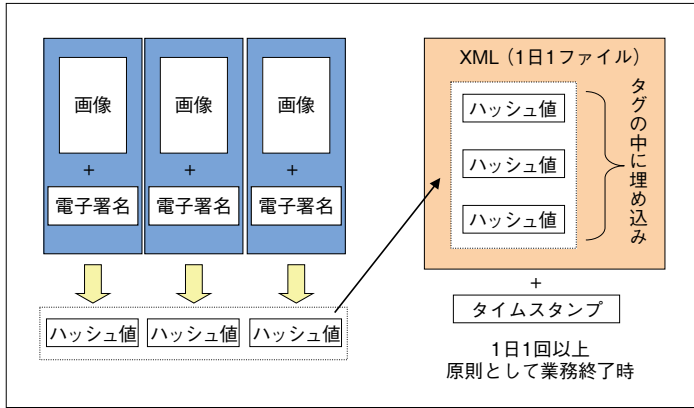 画像
画像
画像
+
+
+
電子署名
電子署名
電子署名
ハッシュ値
ハッシュ値
ハッシュ値
XML（1日1ファイル）
ハッシュ値
ハッシュ値
ハッシュ値
タグの中に埋め込み
+
タイムスタンプ
1日1回以上
原則として業務終了時